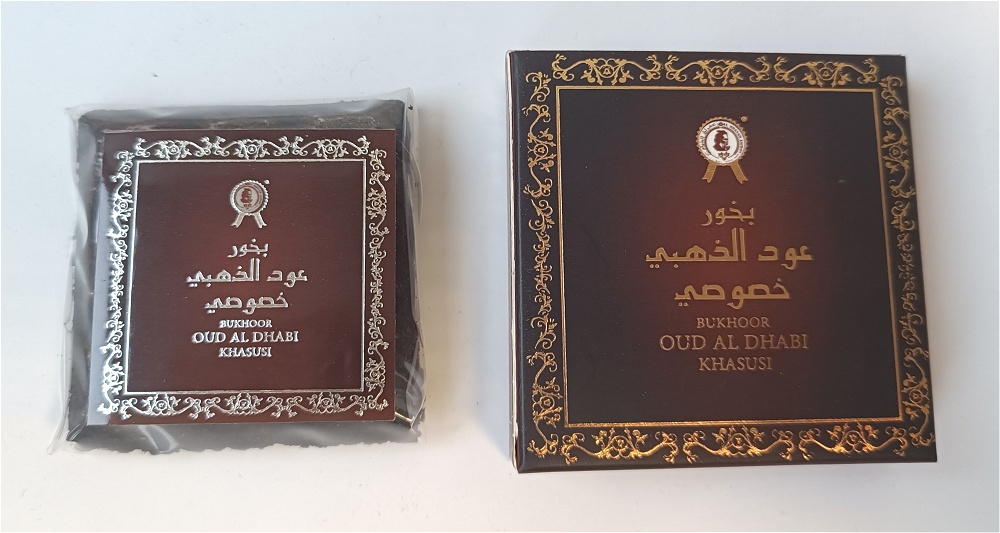 بخور
عود الذهبي
خصوصي
BUKHOOR
OUD AL DHABI
KHASUSI
بخور
عود الذهبي
خصوصي
BUKHOOR
OUD AL DHABI
KHASUSI